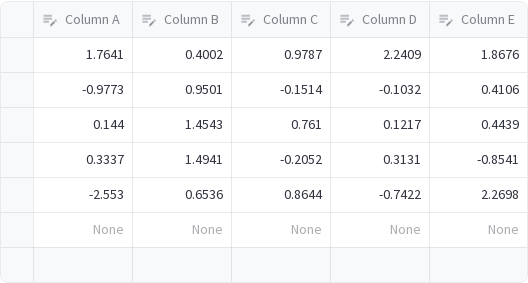 Column A Column B Column C Column D Column E
1.7641 0.4002 0.9787 2.2409 1.8676
-0.9773 0.9501 -0.1514 -0.1032 0.4106
0.144 1.4543 0.761 0.1217 0.4439
0.3337 1.4941 -0.2052 0.3131 -0.8541
-2.553 0.6536 0.8644 -0.7422 2.2698
None None None None None